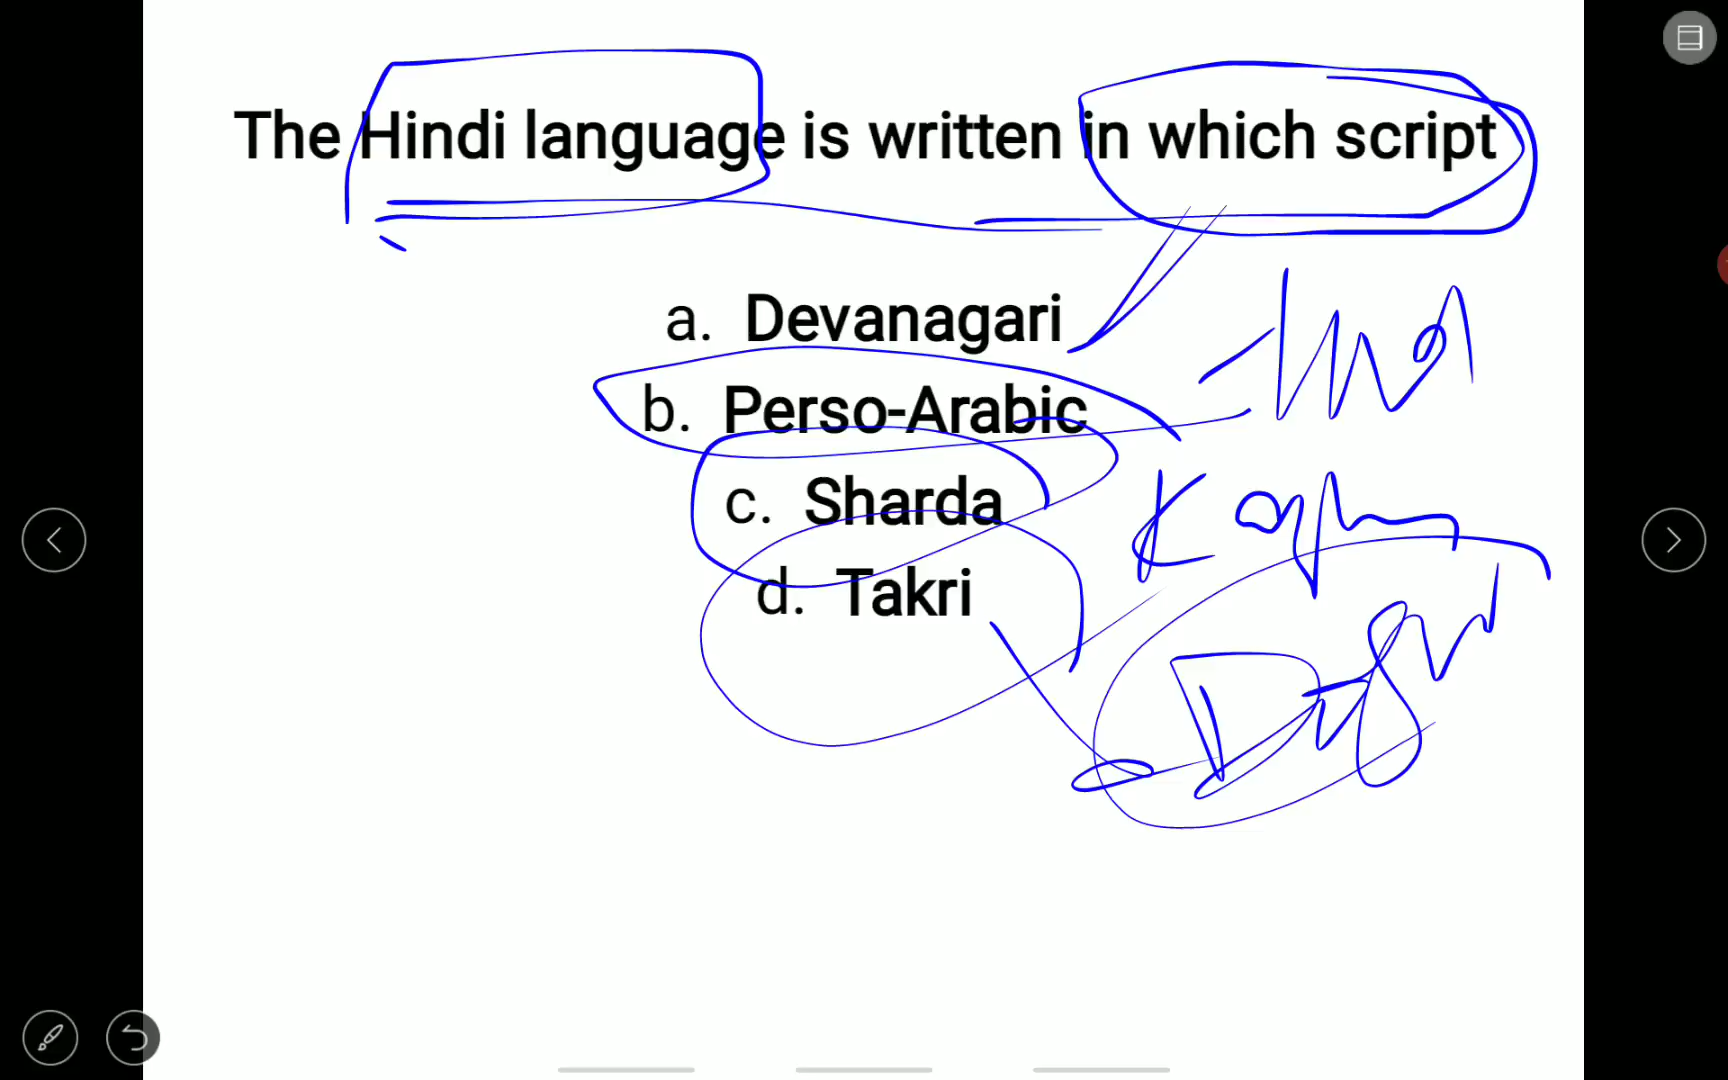 The Hindi language is written in which script
a. Devanagari
b. Perso-Arabic
c. Sharda
d. Takri